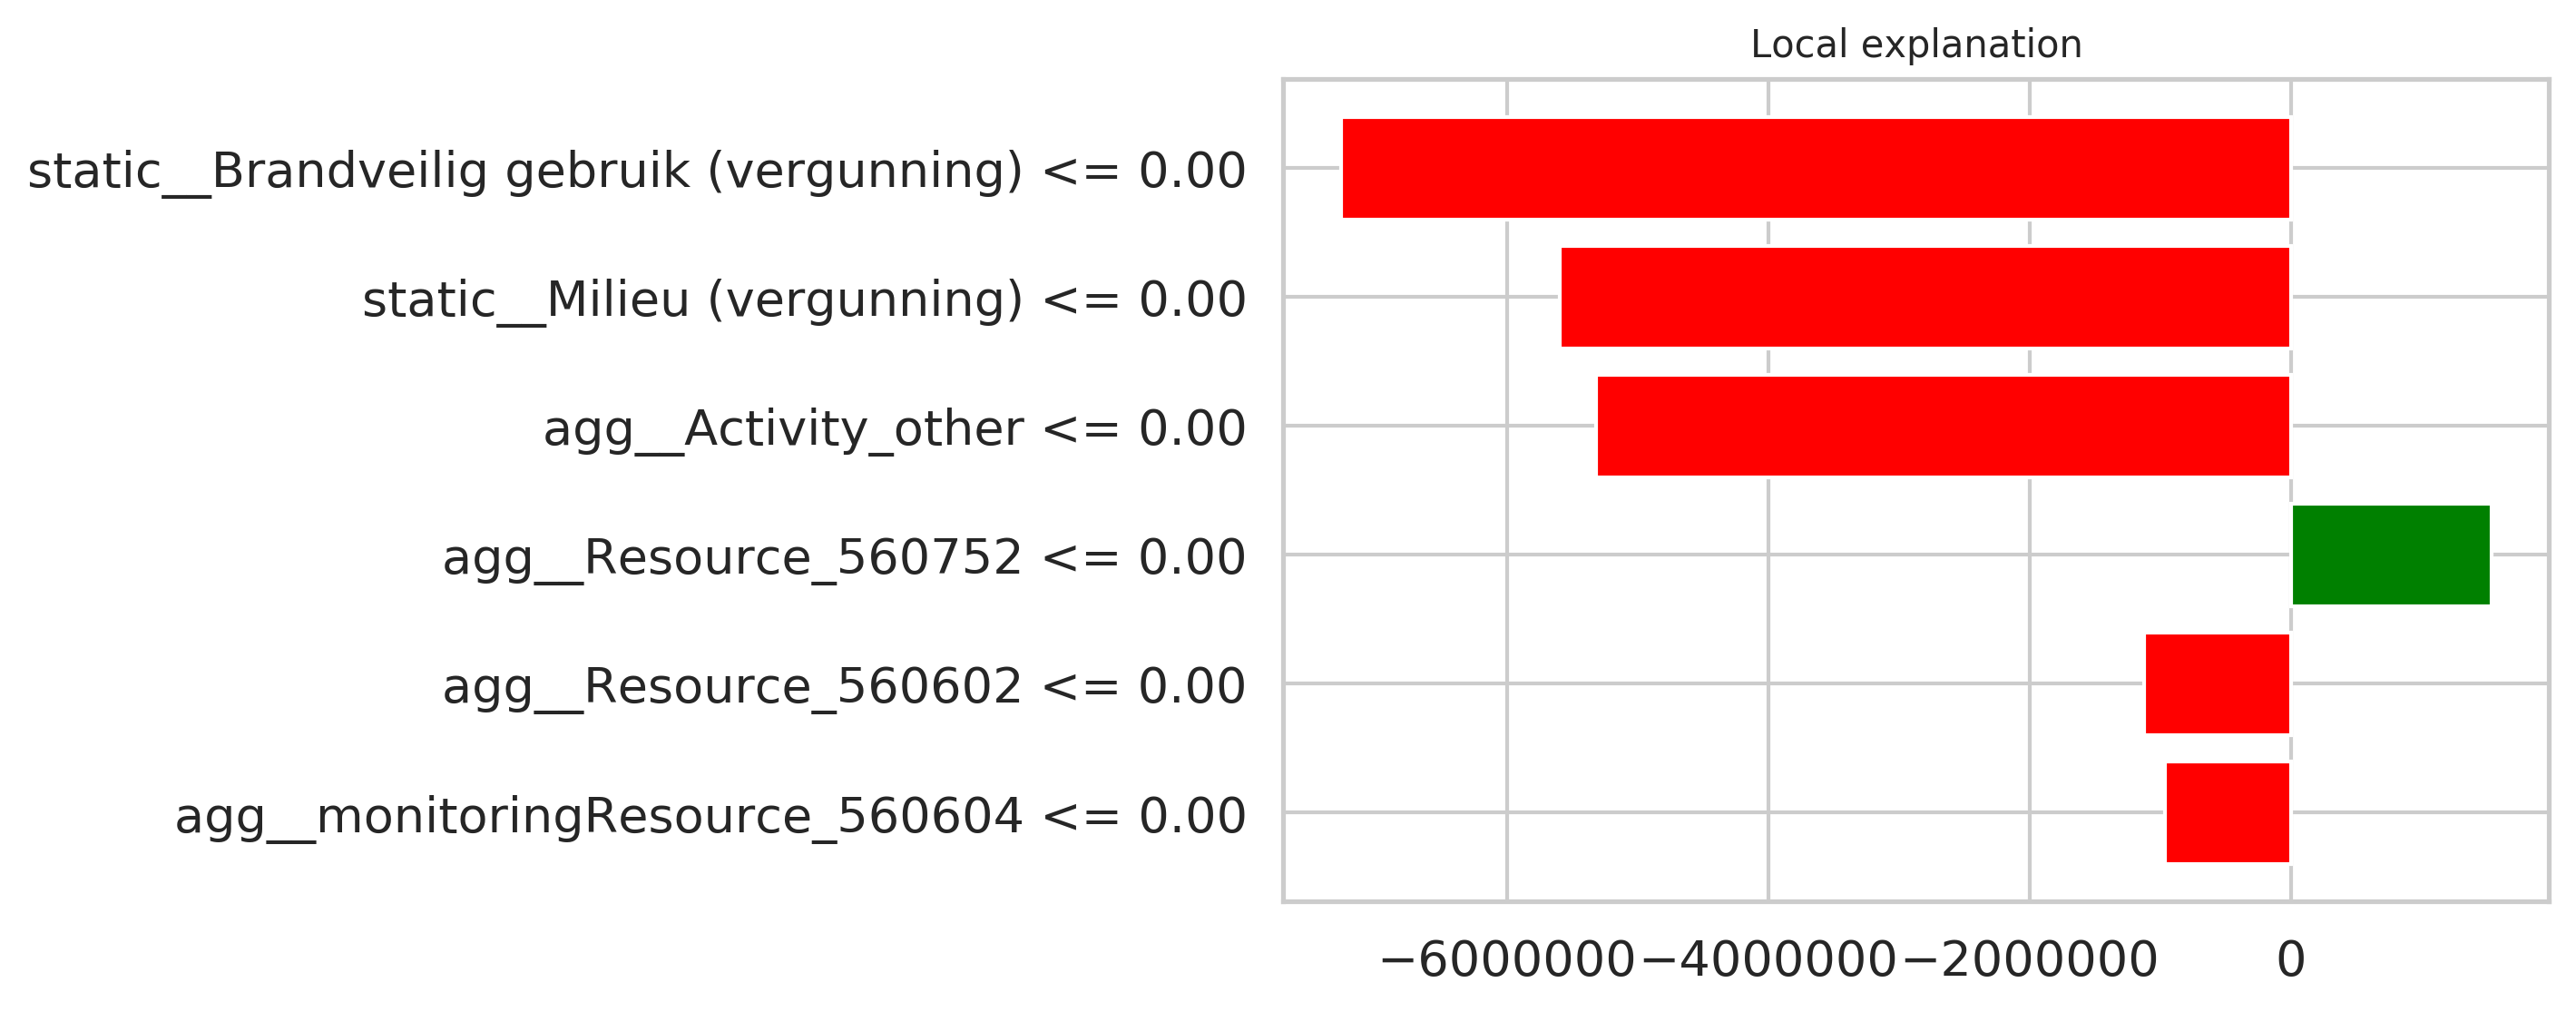 Local explanation
static__Brandveilig gebruik (vergunning) <= 0.00
static__Milieu (vergunning) <= 0.00
agg__Activity_other <= 0.00
agg__Resource_560752 <= 0.00
agg__Resource_560602 <= 0.00
agg__monitoringResource_560604 <= 0.00
−6000000 −4000000 −2000000 0